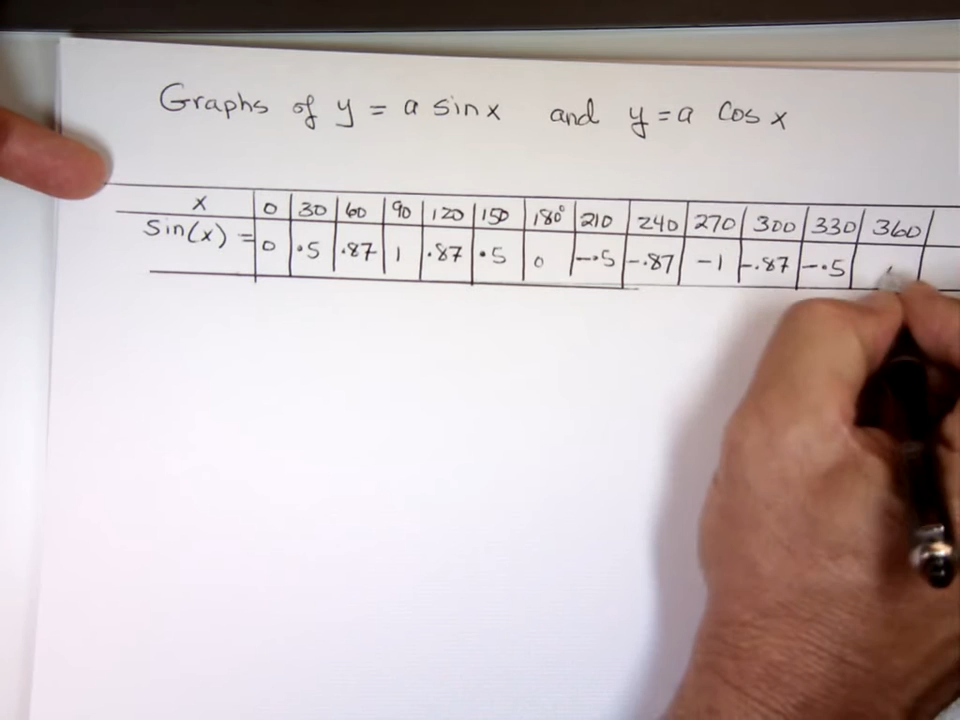 Graphs of y = a sin x and y = a cos x
x 0 30 60 90 120 150 180° 210 240 270 300 330 360
Sin(x) = 0 .5 .87 1 .87 .5 0 -.5 -.87 -1 -.87 -.5